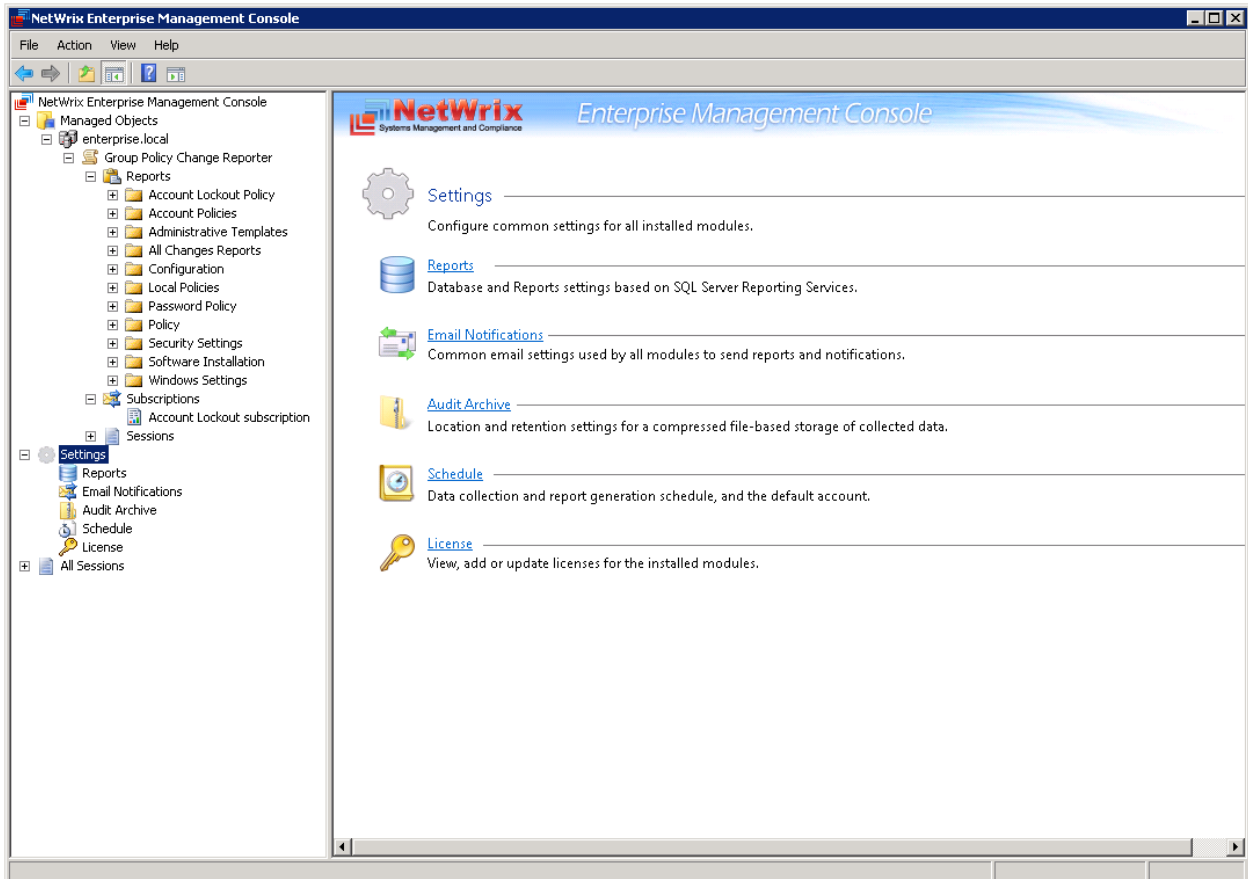 NetWrix Enterprise Management Console
File Action View Help
NetWrix Enterprise Management Console
Managed Objects
enterprise.local
Group Policy Change Reporter
Reports
Account Lockout Policy
Account Policies
Administrative Templates
All Changes Reports
Configuration
Local Policies
Password Policy
Policy
Security Settings
Software Installation
Windows Settings
Subscriptions
Account Lockout subscription
Sessions
Settings
Reports
Email Notifications
Audit Archive
Schedule
License
All Sessions
NetWrix
Systems Management and Compliance
Enterprise Management Console
Settings
Configure common settings for all installed modules.
Reports
Database and Reports settings based on SQL Server Reporting Services.
Email Notifications
Common email settings used by all modules to send reports and notifications.
Audit Archive
Location and retention settings for a compressed file-based storage of collected data.
Schedule
Data collection and report generation schedule, and the default account.
License
View, add or update licenses for the installed modules.